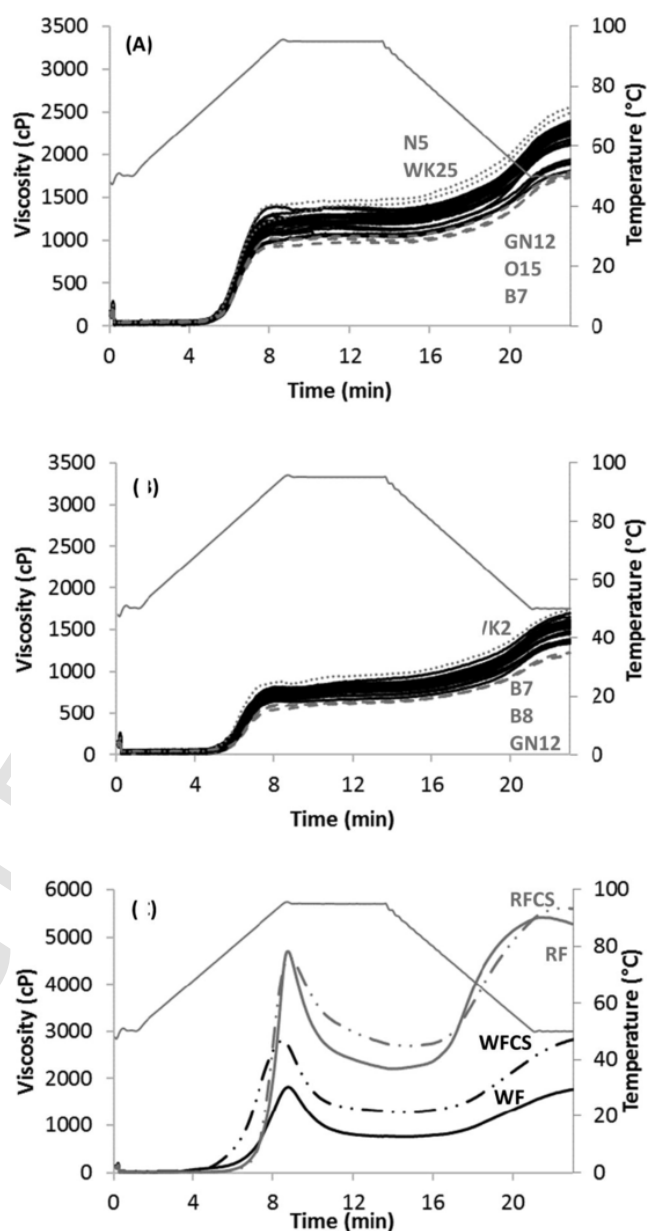 (A)
3500
3000
2500
2000
1500
1000
500
0
Viscosity (cP)
100
80
60
40
20
0
Temperature (°C)
N5
WK25
GN12
O15
B7
0 4 8 12 16 20
Time (min)
3500
3000
2500
2000
1500
1000
500
0
Viscosity (cP)
100
80
60
40
20
0
Temperature (°C)
/K2
B7
B8
GN12
0 4 8 12 16 20
Time (min)
6000
5000
4000
3000
2000
1000
0
Viscosity (cP)
100
80
60
40
20
0
Temperature (°C)
RFCS
RF
WFCS
WF
0 4 8 12 16 20
Time (min)